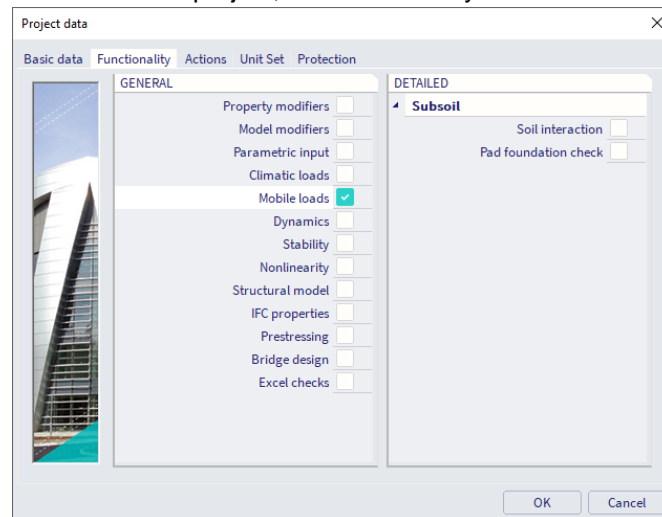 Project data
Basic data Functionality Actions Unit Set Protection
GENERAL
Property modifiers
Model modifiers
Parametric input
Climatic loads
Mobile loads
Dynamics
Stability
Nonlinearity
Structural model
IFC properties
Prestressing
Bridge design
Excel checks
DETAILED
Subsoil
Soil interaction
Pad foundation check
OK Cancel